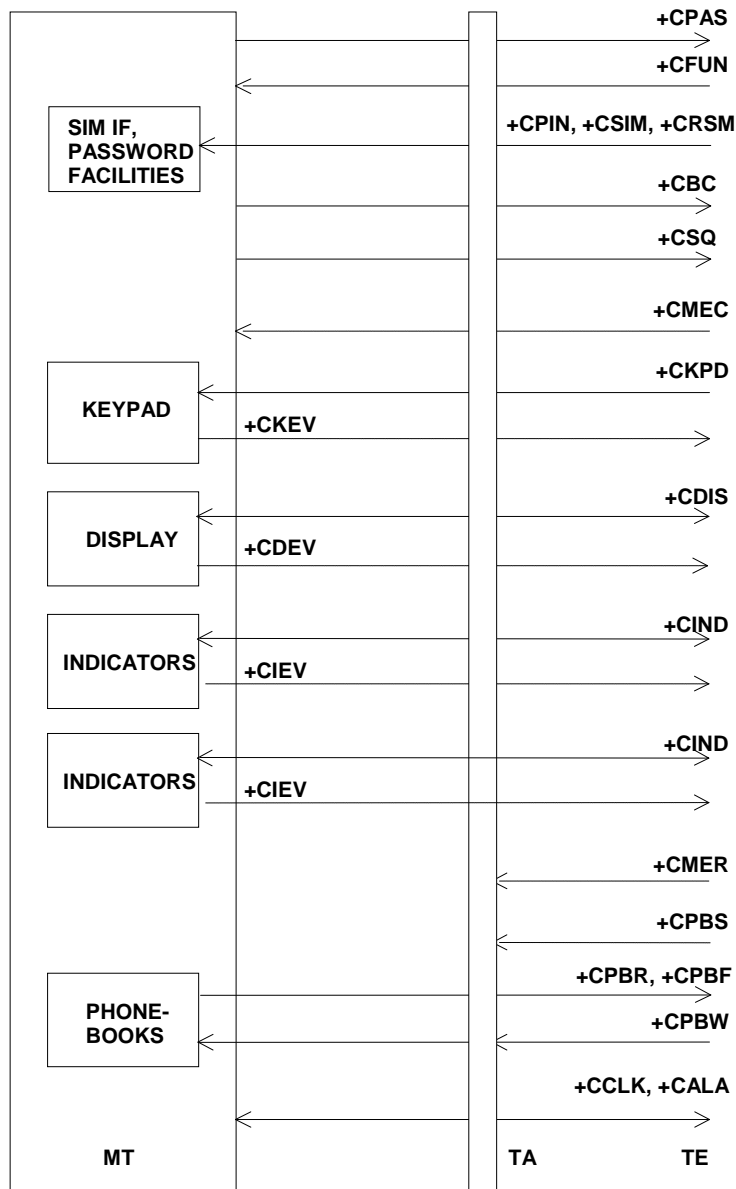 +CPAS
+CFUN
SIM IF,
PASSWORD
FACILITIES
+CPIN, +CSIM, +CRSM
+CBC
+CSQ
+CMEC
+CKPD
KEYPAD
+CKEV
+CDIS
DISPLAY
+CDEV
+CIND
INDICATORS
+CIEV
+CIND
INDICATORS
+CIEV
+CMER
+CPBS
+CPBR, +CPBF
PHONE-
BOOKS
+CPBW
+CCLK, +CALA
MT
TA
TE